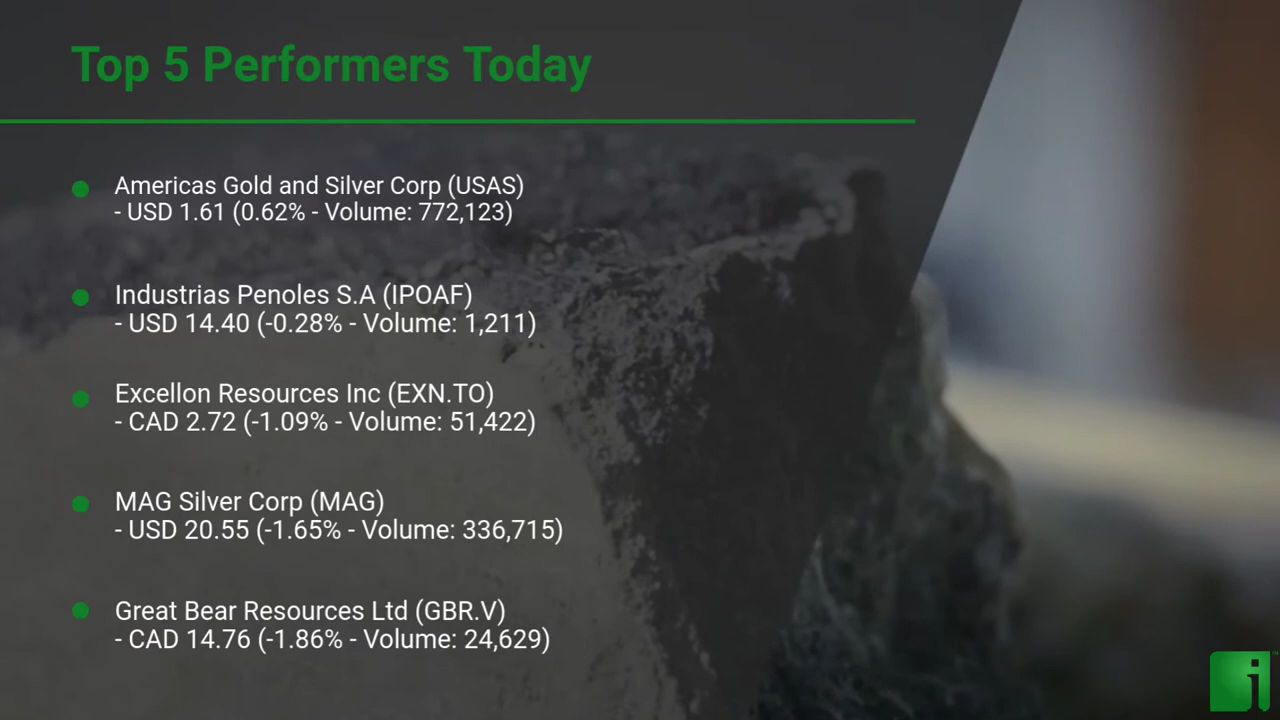 Top 5 Performers Today
Americas Gold and Silver Corp (USAS)
- USD 1.61 (0.62% - Volume: 772,123)
Industrias Penoles S.A (IPOAF)
- USD 14.40 (-0.28% - Volume: 1,211)
Excellon Resources Inc (EXN.TO)
- CAD 2.72 (-1.09% - Volume: 51,422)
MAG Silver Corp (MAG)
- USD 20.55 (-1.65% - Volume: 336,715)
Great Bear Resources Ltd (GBR.V)
- CAD 14.76 (-1.86% - Volume: 24,629)
i